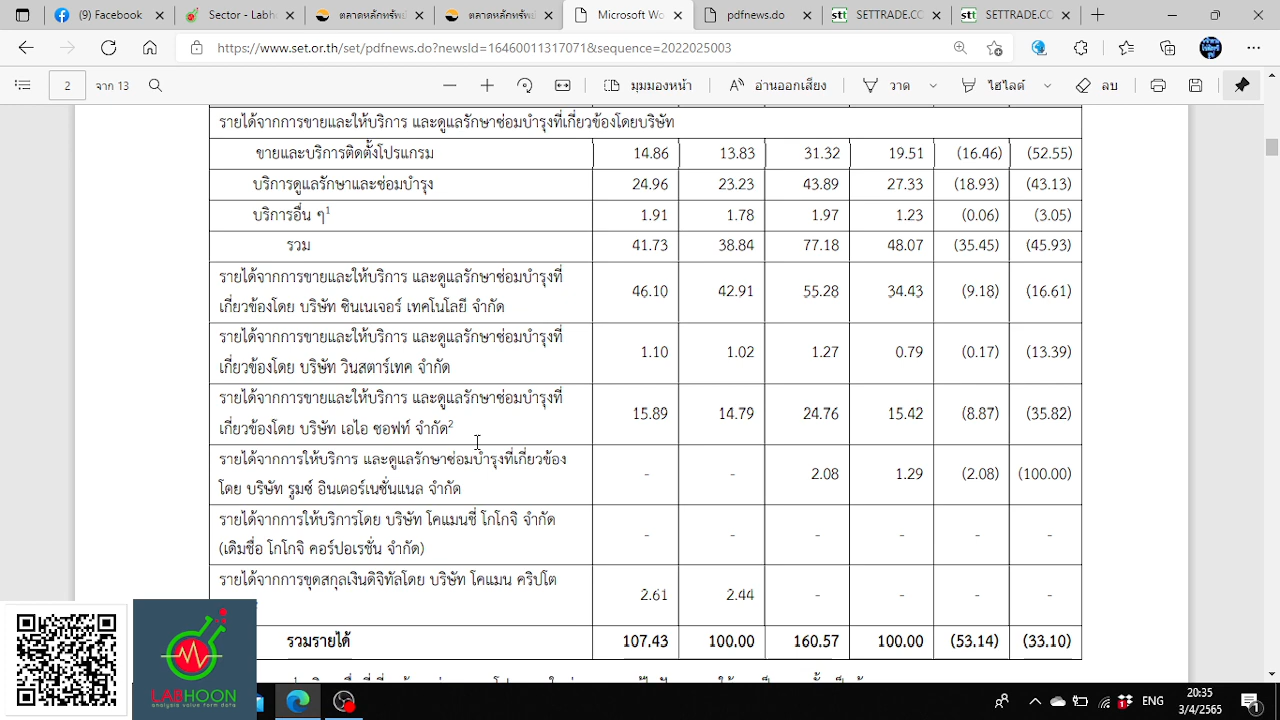 Microsoft
SETTRADE.CO
SETTRADE.CO
https://www.set.or.th/set/pdfnews.do?newsId=16460011317071&sequence=2022025003
2 จาก 13 มุมมองหน้า อ่านออกเสียง วาด ไฮไลต์ ลบ
รายได้จากการขายและให้บริการ และดูแลรักษาซ่อมบำรุงที่เกี่ยวข้องโดยบริษัท
ขายและบริการติดตั้งโปรแกรม 14.86 13.83 31.32 19.51 (16.46) (52.55)
บริการดูแลรักษาและซ่อมบำรุง 24.96 23.23 43.89 27.33 (18.93) (43.13)
บริการอื่น ๆ1 1.91 1.78 1.97 1.23 (0.06) (3.05)
รวม 41.73 38.84 77.18 48.07 (35.45) (45.93)
รายได้จากการขายและให้บริการ และดูแลรักษาซ่อมบำรุงที่
เกี่ยวข้องโดย บริษัท ซินเนเจอร์ เทคโนโลยี จำกัด 46.10 42.91 55.28 34.43 (9.18) (16.61)
รายได้จากการขายและให้บริการ และดูแลรักษาซ่อมบำรุงที่
เกี่ยวข้องโดย บริษัท วินสตาร์เทค จำกัด 1.10 1.02 1.27 0.79 (0.17) (13.39)
รายได้จากการขายและให้บริการ และดูแลรักษาซ่อมบำรุงที่
เกี่ยวข้องโดย บริษัท เอไอ ซอฟท์ จำกัด2 15.89 14.79 24.76 15.42 (8.87) (35.82)
รายได้จากการให้บริการ และดูแลรักษาซ่อมบำรุงที่เกี่ยวข้อง
โดย บริษัท รูมซ์ อินเตอร์เนชั่นแนล จำกัด - - 2.08 1.29 (2.08) (100.00)
รายได้จากการให้บริการโดย บริษัท โคแมนชี่ โกโกจิ จำกัด
(เดิมชื่อ โกโกจิ คอร์ปอเรชั่น จำกัด) - - - - - -
รายได้จากการขุดสกุลเงินดิจิทัลโดย บริษัท โคแมน คริปโต
2.61 2.44 - - - -
รวมรายได้ 107.43 100.00 160.57 100.00 (53.14) (33.10)
LABHOON
analysis value form data
ENG
20:35
3/4/2565